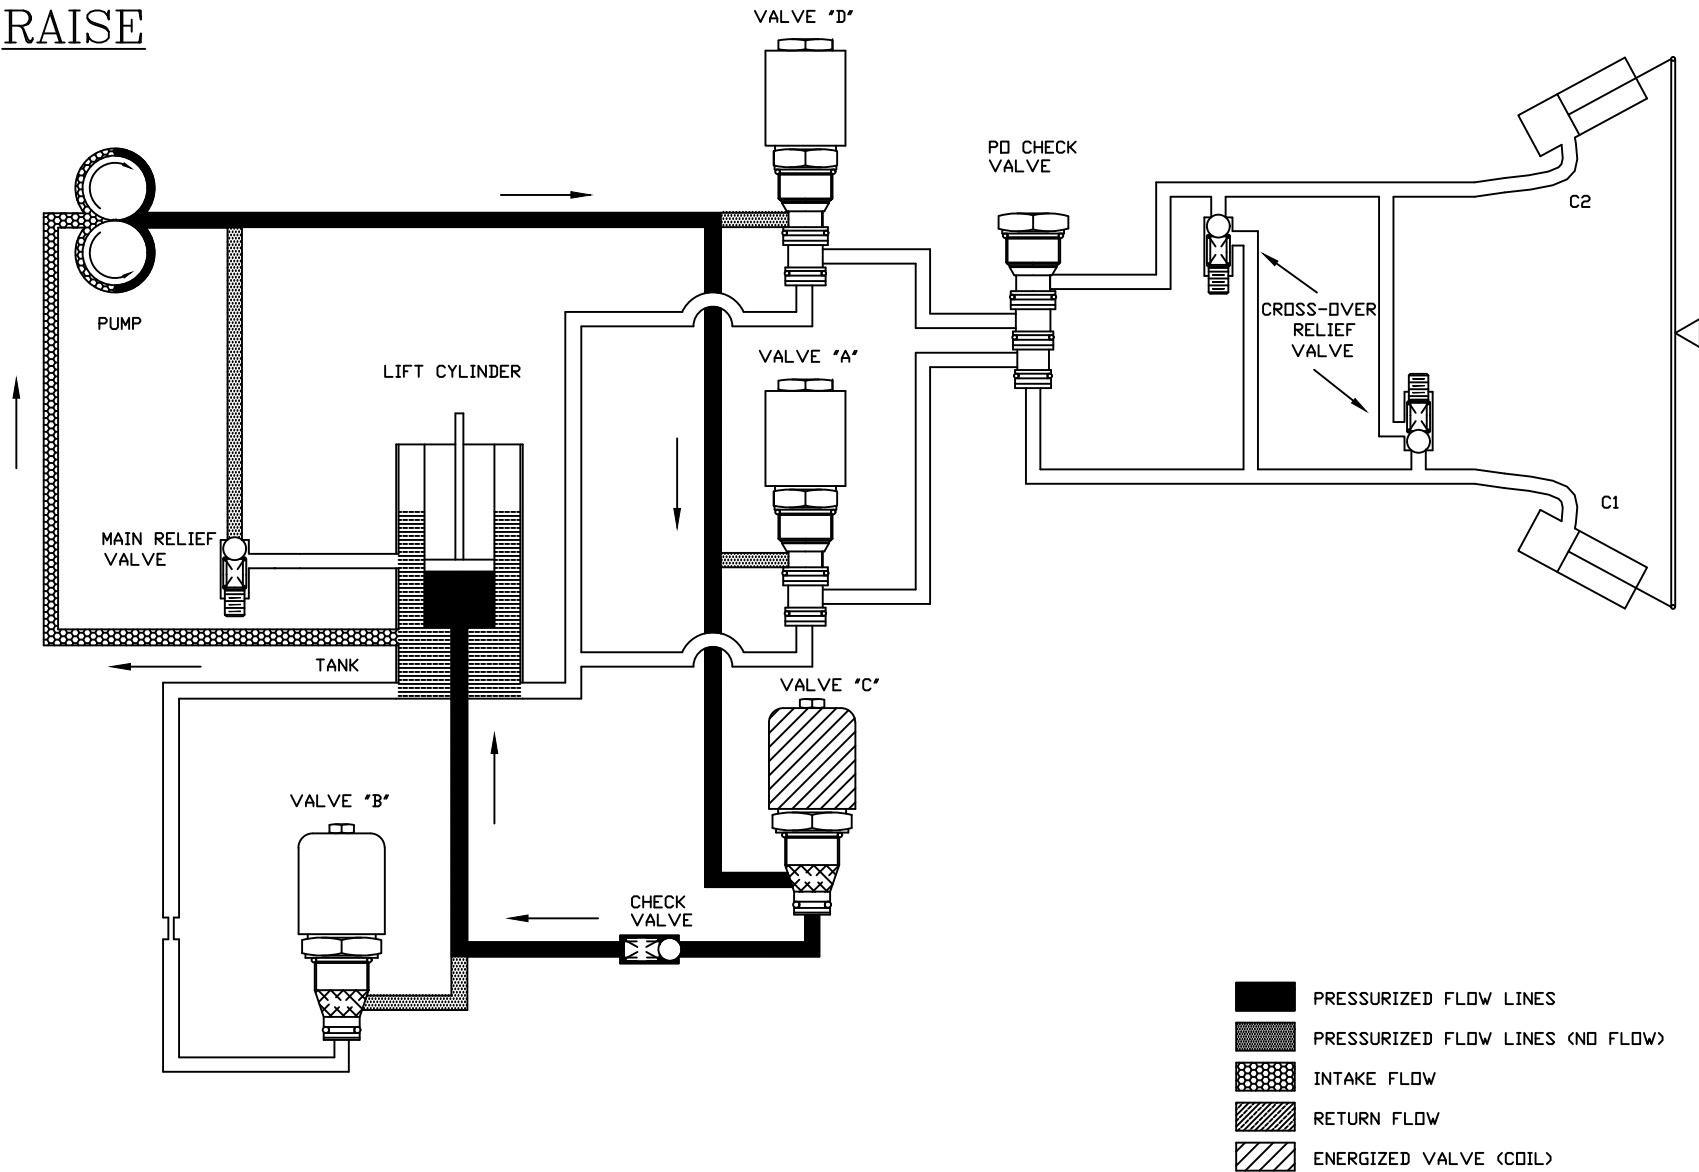 RAISE
VALVE "D"
PO CHECK
VALVE
C2
PUMP
CROSS-OVER
RELIEF
VALVE
LIFT CYLINDER
VALVE "A"
C1
MAIN RELIEF
VALVE
TANK
VALVE "C"
VALVE "B"
CHECK
VALVE
PRESSURIZED FLOW LINES
PRESSURIZED FLOW LINES (NO FLOW)
INTAKE FLOW
RETURN FLOW
ENERGIZED VALVE (COIL)